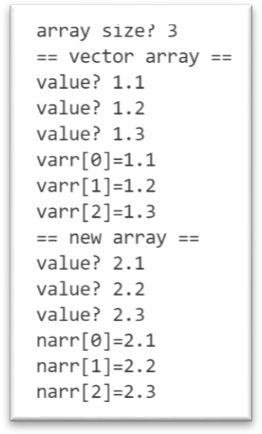 array size? 3
== vector array ==
value? 1.1
value? 1.2
value? 1.3
varr[0]=1.1
varr[1]=1.2
varr[2]=1.3
== new array ==
value? 2.1
value? 2.2
value? 2.3
narr[0]=2.1
narr[1]=2.2
narr[2]=2.3